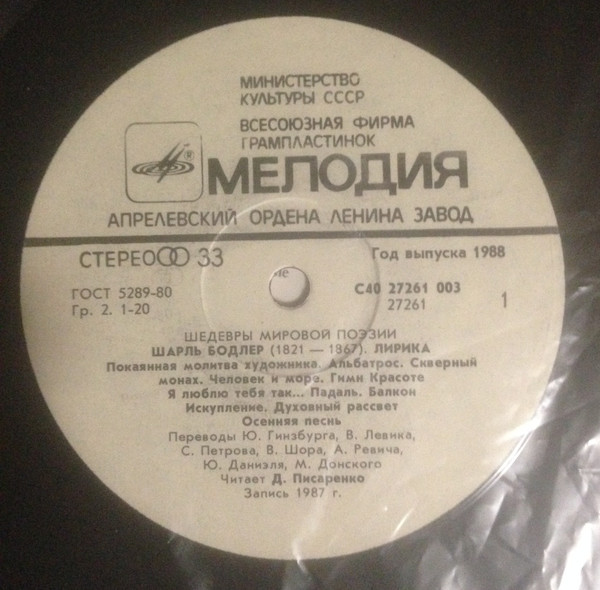 МИНИСТЕРСТВО
КУЛЬТУРЫ СССР
ВСЕСОЮЗНАЯ ФИРМА
ГРАМПЛАСТИНОК
МЕЛОДИЯ
АПРЕЛЕВСКИЙ ОРДЕНА ЛЕНИНА ЗАВОД
СТЕРЕО 33
Год выпуска 1988
ГОСТ 5289-80
Гр. 2. 1-20
С40 27261 003
27261
1
ШЕДЕВРЫ МИРОВОЙ ПОЭЗИИ
ШАРЛЬ БОДЛЕР (1821 — 1867). ЛИРИКА
Покаянная молитва художника. Альбатрос. Скверный
монах. Человек и море. Гимн Красоте
Я люблю тебя так... Падаль. Балкон
Искупление. Духовный рассвет
Осенняя песнь
Переводы Ю. Гинзбурга, В. Левика,
С. Петрова, В. Шора, А. Ревича,
Ю. Даниэля, М. Донского
Читает Д. Писаренко
Запись 1987 г.